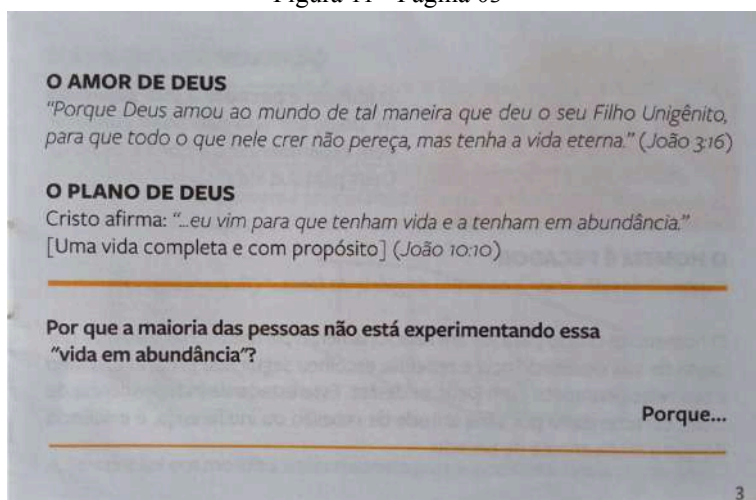 Figura 11 - Página 03
O AMOR DE DEUS
"Porque Deus amou ao mundo de tal maneira que deu o seu Filho Unigênito,
para que todo o que nele crer não pereça, mas tenha a vida eterna." (João 3:16)
O PLANO DE DEUS
Cristo afirma: "...eu vim para que tenham vida e a tenham em abundância."
[Uma vida completa e com propósito] (João 10:10)
Por que a maioria das pessoas não está experimentando essa
"vida em abundância"?
Porque...
3